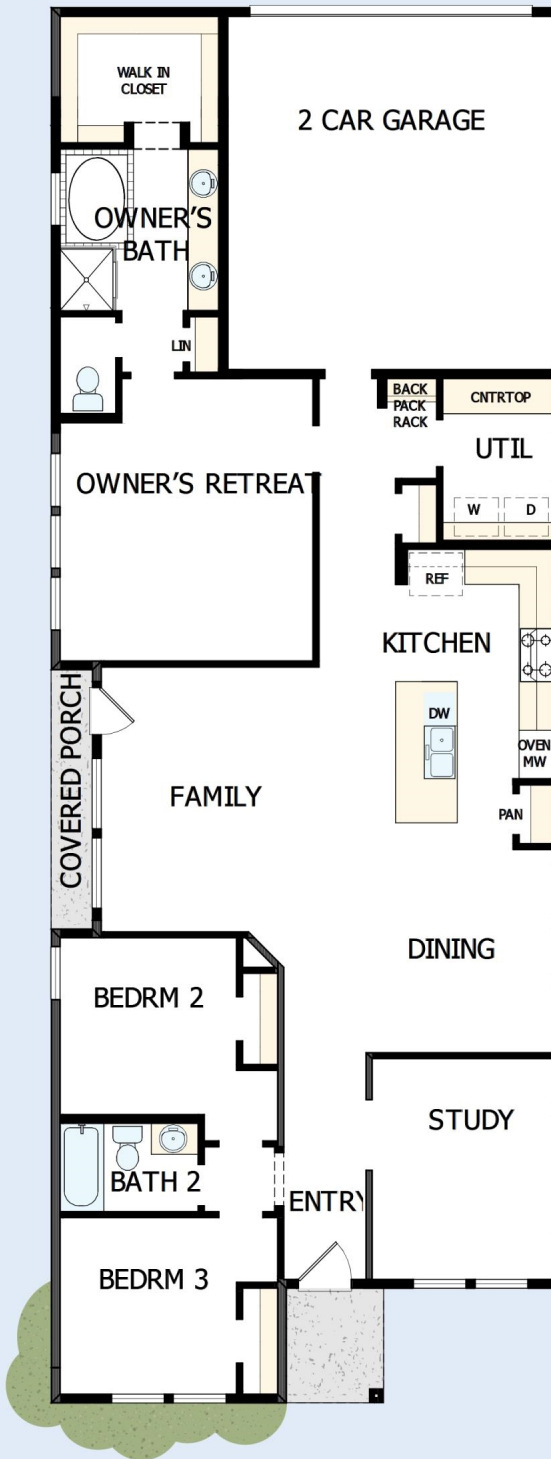 WALK IN
CLOSET
2 CAR GARAGE
OWNER'S
BATH
LIN
BACK
PACK
RACK
CNTRTOP
UTIL
OWNER'S RETREAT
W
D
REF
KITCHEN
DW
COVERED PORCH
OVEN
MW
FAMILY
PAN
DINING
BEDRM 2
STUDY
BATH 2
ENTRY
BEDRM 3